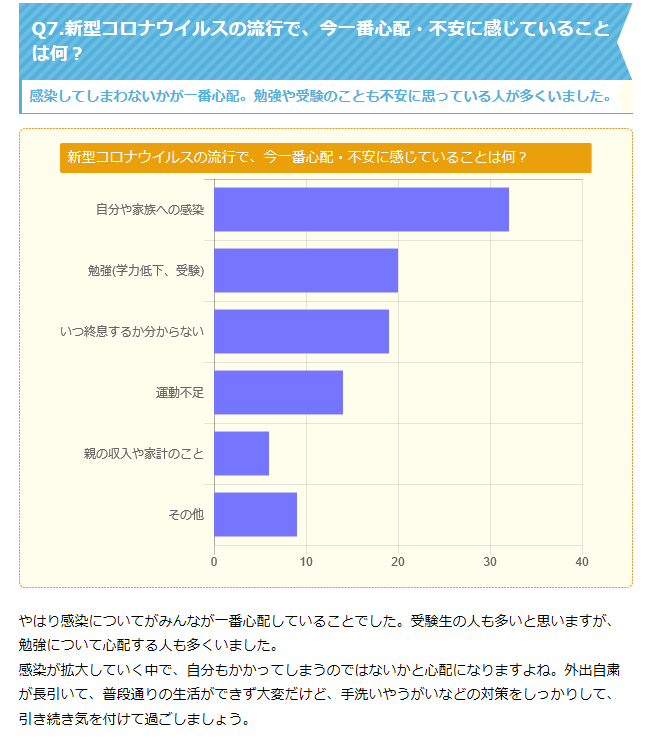 Q7.新型コロナウイルスの流行で、今一番心配・不安に感じていること
は何？
感染してしまわないかが一番心配。勉強や受験のことも不安に思っている人が多くいました。
新型コロナウイルスの流行で、今一番心配・不安に感じていることは何？
自分や家族への感染
勉強(学力低下、受験)
いつ終息するか分からない
運動不足
親の収入や家計のこと
その他
0 10 20 30 40
やはり感染についてがみんなが一番心配していることでした。受験生の人も多いと思いますが、
勉強について心配する人も多くいました。
感染が拡大していく中で、自分もかかってしまうのではないかと心配になりますよね。外出自粛
が長引いて、普段通りの生活ができず大変だけど、手洗いやうがいなどの対策をしっかりして、
引き続き気を付けて過ごしましょう。